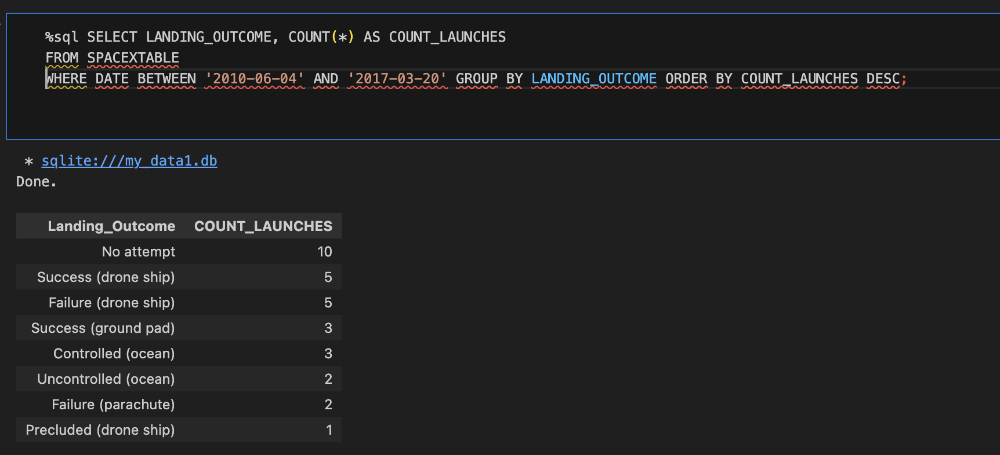 %sql SELECT LANDING_OUTCOME, COUNT(*) AS COUNT_LAUNCHES
FROM SPACEXTABLE
WHERE DATE BETWEEN '2010-06-04' AND '2017-03-20' GROUP BY LANDING_OUTCOME ORDER BY COUNT_LAUNCHES DESC;
* sqlite:///my_data1.db
Done.
Landing_Outcome COUNT_LAUNCHES
No attempt 10
Success (drone ship) 5
Failure (drone ship) 5
Success (ground pad) 3
Controlled (ocean) 3
Uncontrolled (ocean) 2
Failure (parachute) 2
Precluded (drone ship) 1